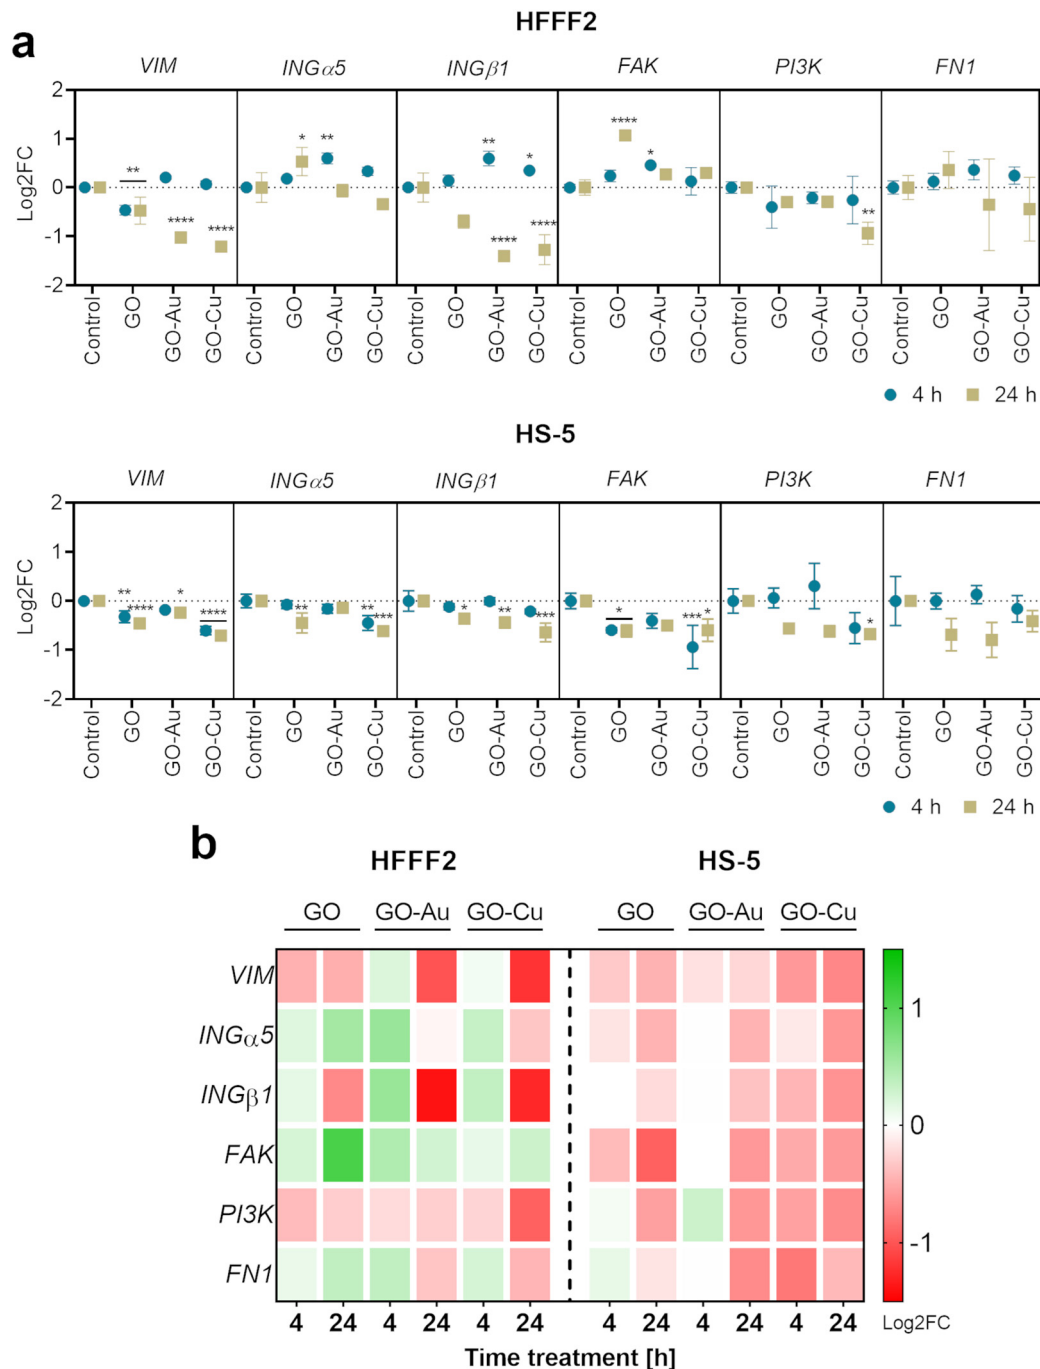 a
HFFF2
VIM INGα5 INGβ1 FAK PI3K FN1
Log2FC
2
1
0
-1
-2
** **** **** * ** ** **** * **** **** * **
Control GO GO-Au GO-Cu Control GO GO-Au GO-Cu Control GO GO-Au GO-Cu Control GO GO-Au GO-Cu Control GO GO-Au GO-Cu Control GO GO-Au GO-Cu
4 h 24 h
HS-5
VIM INGα5 INGβ1 FAK PI3K FN1
Log2FC
2
1
0
-1
-2
** **** * **** ** ** *** * ** *** * *** * *
Control GO GO-Au GO-Cu Control GO GO-Au GO-Cu Control GO GO-Au GO-Cu Control GO GO-Au GO-Cu Control GO GO-Au GO-Cu Control GO GO-Au GO-Cu
4 h 24 h
b
HFFF2 HS-5
GO GO-Au GO-Cu GO GO-Au GO-Cu
VIM
INGα5
INGβ1
FAK
PI3K
FN1
1
0
-1
Log2FC
4 24 4 24 4 24 4 24 4 24 4 24
Time treatment [h]